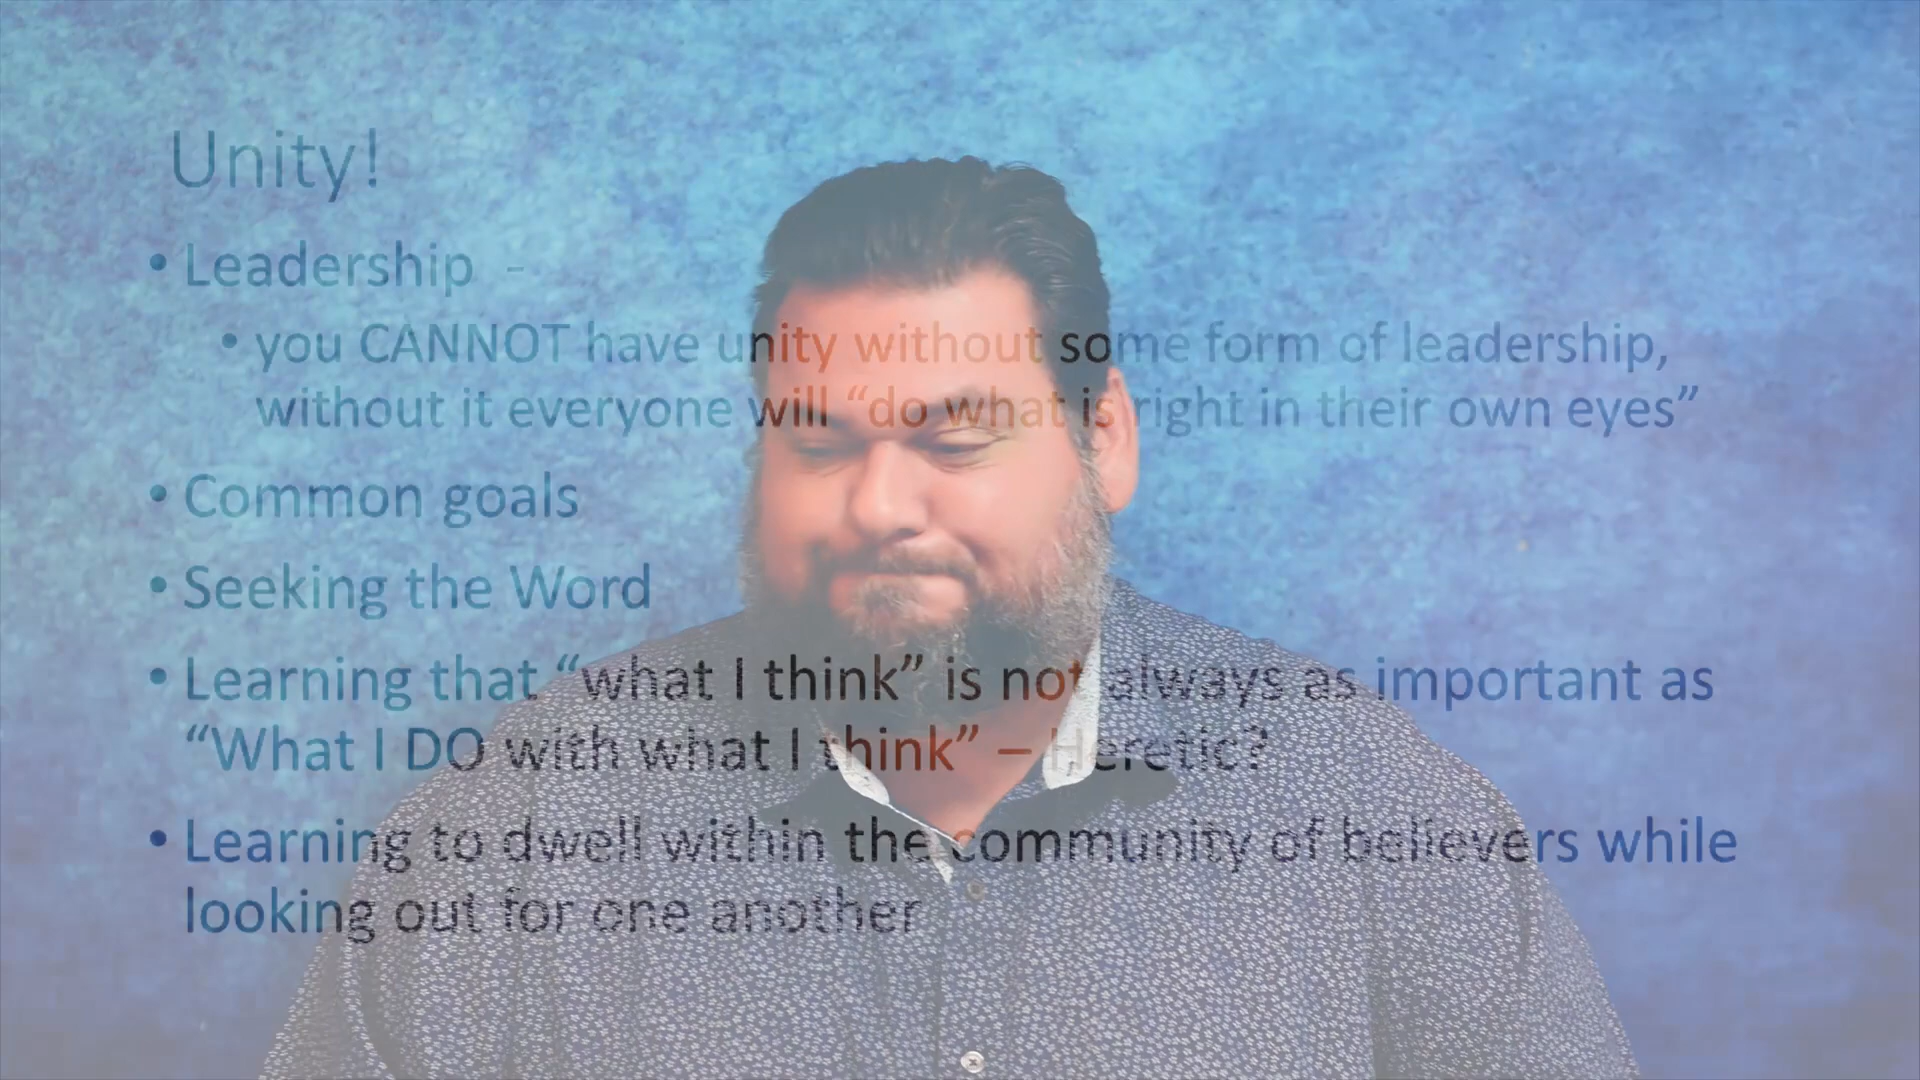 Unity!
• Leadership -
• you CANNOT have unity without some form of leadership,
without it everyone will “do what is right in their own eyes”
• Common goals
• Seeking the Word
• Learning that “what I think” is not always as important as
“What I DO with what I think” – Heretic?
• Learning to dwell within the community of believers while
looking out for one another